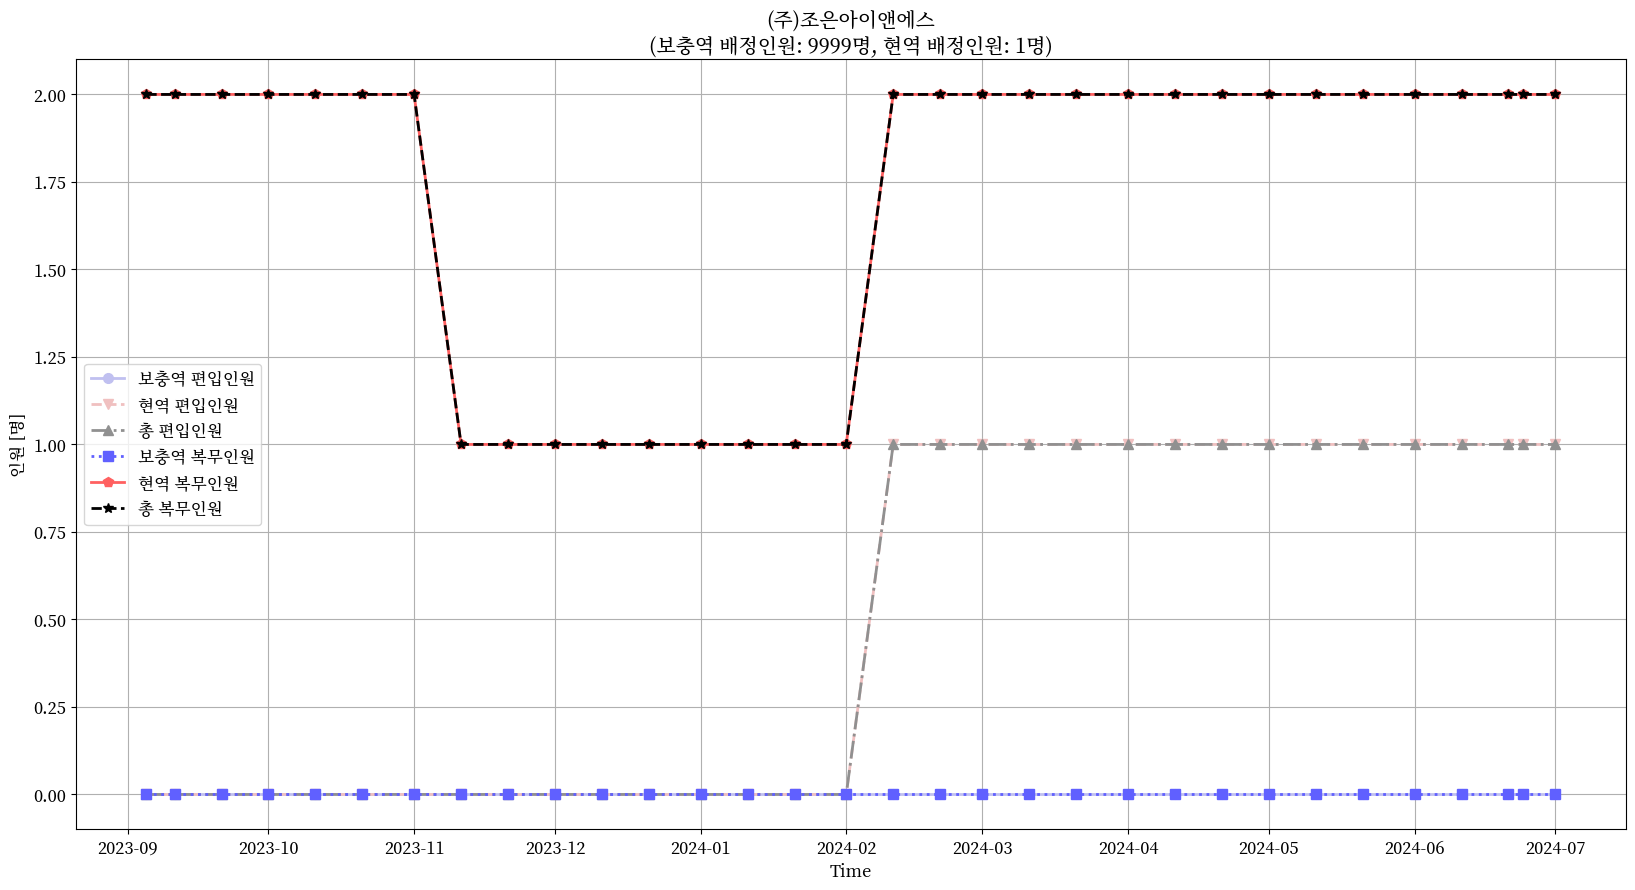 (주)조은아이앤에스
(보충역 배정인원: 9999명, 현역 배정인원: 1명)
2.00
1.75
1.50
1.25
1.00
0.75
0.50
0.25
0.00
인원 [명]
보충역 편입인원
현역 편입인원
총 편입인원
보충역 복무인원
현역 복무인원
총 복무인원
2023-09 2023-10 2023-11 2023-12 2024-01 2024-02 2024-03 2024-04 2024-05 2024-06 2024-07
Time